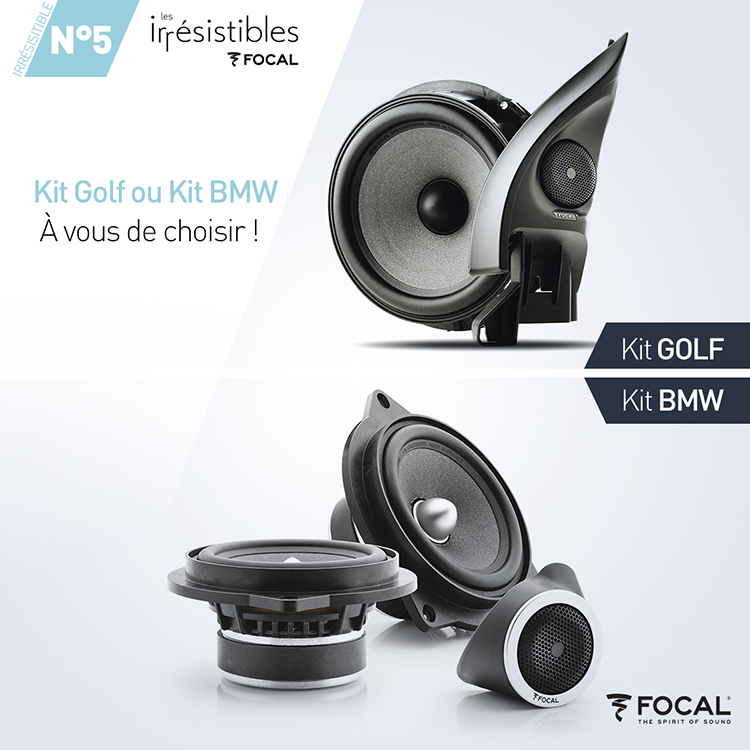 IRRÉSISITIBLE
N°5
les
irrésistibles
FOCAL
Kit Golf ou Kit BMW
À vous de choisir !
FOCAL
Kit GOLF
Kit BMW
FOCAL
FOCAL®
THE SPIRIT OF SOUND